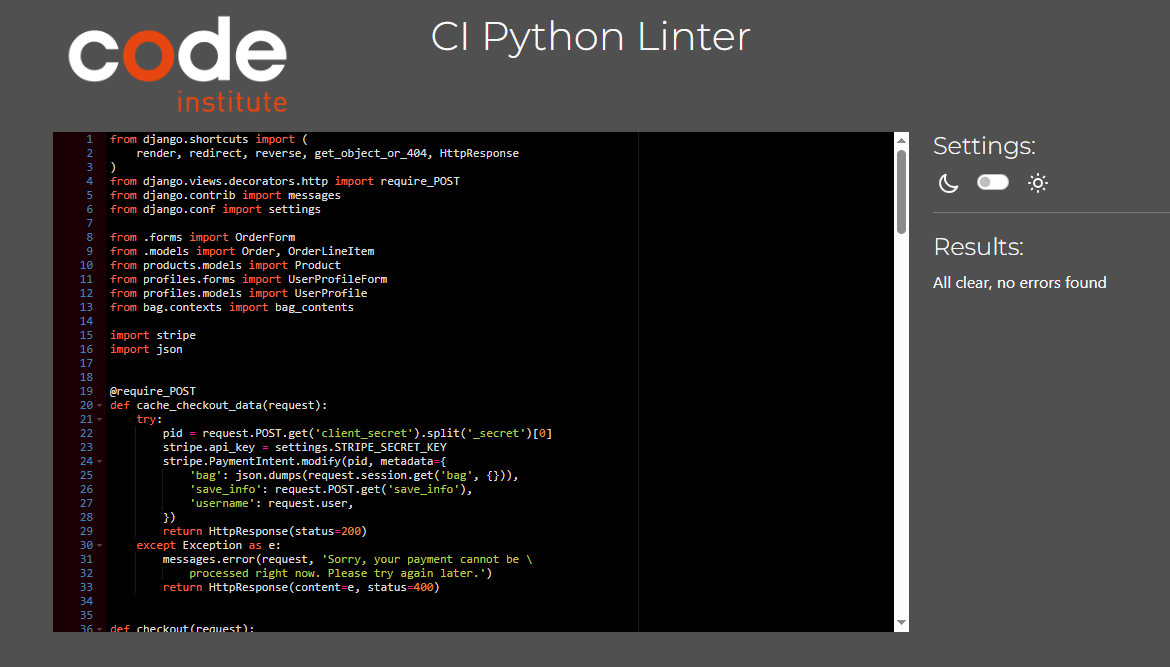 code
institute
CI Python Linter
1 from django.shortcuts import (
2     render, redirect, reverse, get_object_or_404, HttpResponse
3 )
4 from django.views.decorators.http import require_POST
5 from django.contrib import messages
6 from django.conf import settings
7
8 from .forms import OrderForm
9 from .models import Order, OrderLineItem
10 from products.models import Product
11 from profiles.forms import UserProfileForm
12 from profiles.models import UserProfile
13 from bag.contexts import bag_contents
14
15 import stripe
16 import json
17
18
19 @require_POST
20 def cache_checkout_data(request):
21     try:
22         pid = request.POST.get('client_secret').split('_secret')[0]
23         stripe.api_key = settings.STRIPE_SECRET_KEY
24         stripe.PaymentIntent.modify(pid, metadata={
25             'bag': json.dumps(request.session.get('bag', {})),
26             'save_info': request.POST.get('save_info'),
27             'username': request.user,
28         })
29         return HttpResponse(status=200)
30     except Exception as e:
31         messages.error(request, 'Sorry, your payment cannot be \
32             processed right now. Please try again later.')
33         return HttpResponse(content=e, status=400)
34
35
36 def checkout(request):
Settings:
Results:
All clear, no errors found